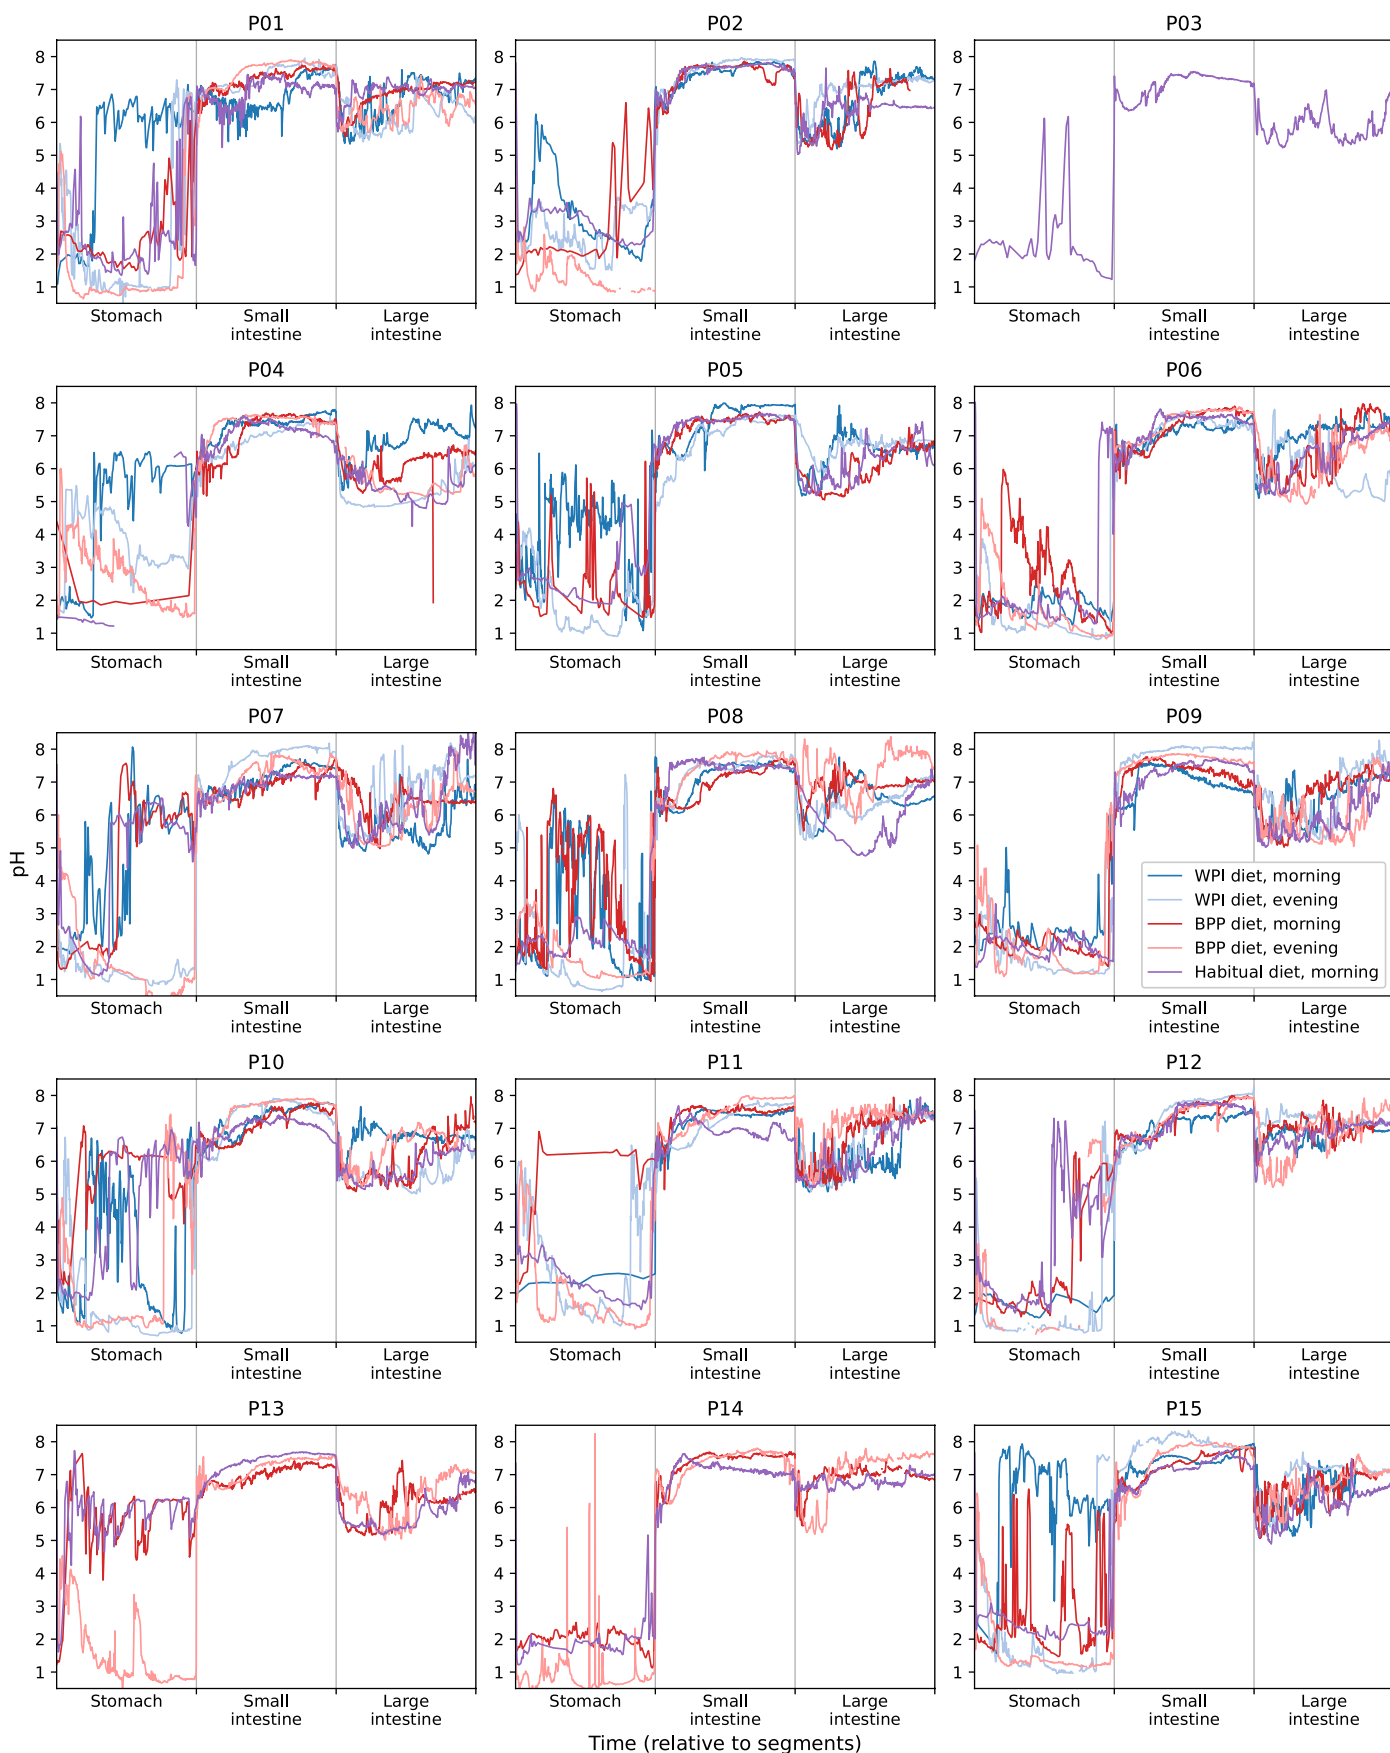 P01 P02 P03
8 8 8
7 7 7
6 6 6
5 5 5
4 4 4
3 3 3
2 2 2
1 1 1
Stomach Small Large Stomach Small Large Stomach Small Large
intestine intestine intestine intestine intestine intestine
P04 P05 P06
8 8 8
7 7 7
6 6 6
5 5 5
4 4 4
3 3 3
2 2 2
1 1 1
Stomach Small Large Stomach Small Large Stomach Small Large
intestine intestine intestine intestine intestine intestine
P07 P08 P09
8 8 8
7 7 7
6 6 6
5 5 5
4 4 4
3 3 3
2 2 2
1 1 1
pH
WPI diet, morning
WPI diet, evening
BPP diet, morning
BPP diet, evening
Habitual diet, morning
Stomach Small Large Stomach Small Large Stomach Small Large
intestine intestine intestine intestine intestine intestine
P10 P11 P12
8 8 8
7 7 7
6 6 6
5 5 5
4 4 4
3 3 3
2 2 2
1 1 1
Stomach Small Large Stomach Small Large Stomach Small Large
intestine intestine intestine intestine intestine intestine
P13 P14 P15
8 8 8
7 7 7
6 6 6
5 5 5
4 4 4
3 3 3
2 2 2
1 1 1
Stomach Small Large Stomach Small Large Stomach Small Large
intestine intestine intestine intestine intestine intestine
Time (relative to segments)